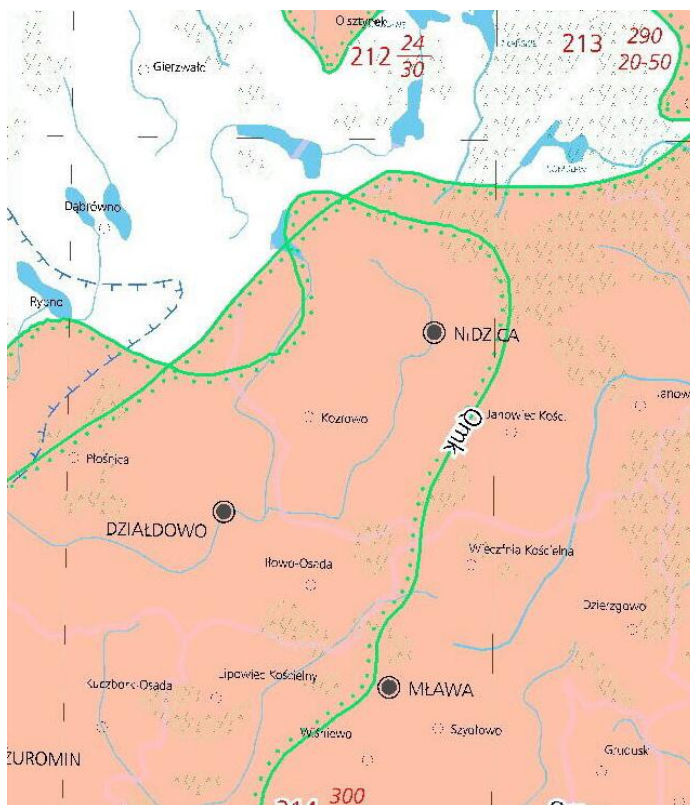 Olsztynek
212 24
30
213 290
20-50
Gierzwałd
Dąbrówno
Rybno
NIDZICA
Qmk
Janowiec Kośc.
Kozłowo
Płośnica
DZIAŁDOWO
Wieczfnia Kościelna
Iłowo-Osada
Dzierzgowo
Kuczbork-Osada
Lipowiec Kościelny
MŁAWA
Szydłowo
Wiśniewo
Grudusk
ŻUROMIN
214 300